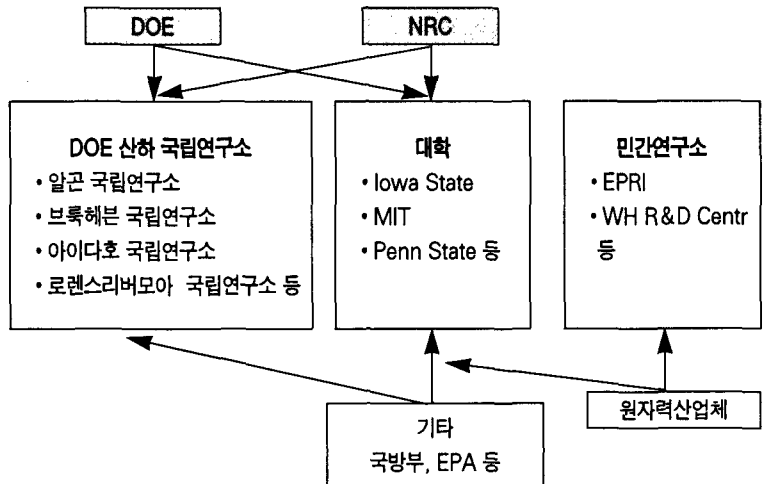 DOE
NRC
DOE 산하 국립연구소
• 알곤 국립연구소
• 브룩헤븐 국립연구소
• 아이다호 국립연구소
• 로렌스리버모아 국립연구소 등
대학
• Iowa State
• MIT
• Penn State 등
민간연구소
• EPRI
• WH R&D Centr
등
기타
국방부, EPA 등
원자력산업체